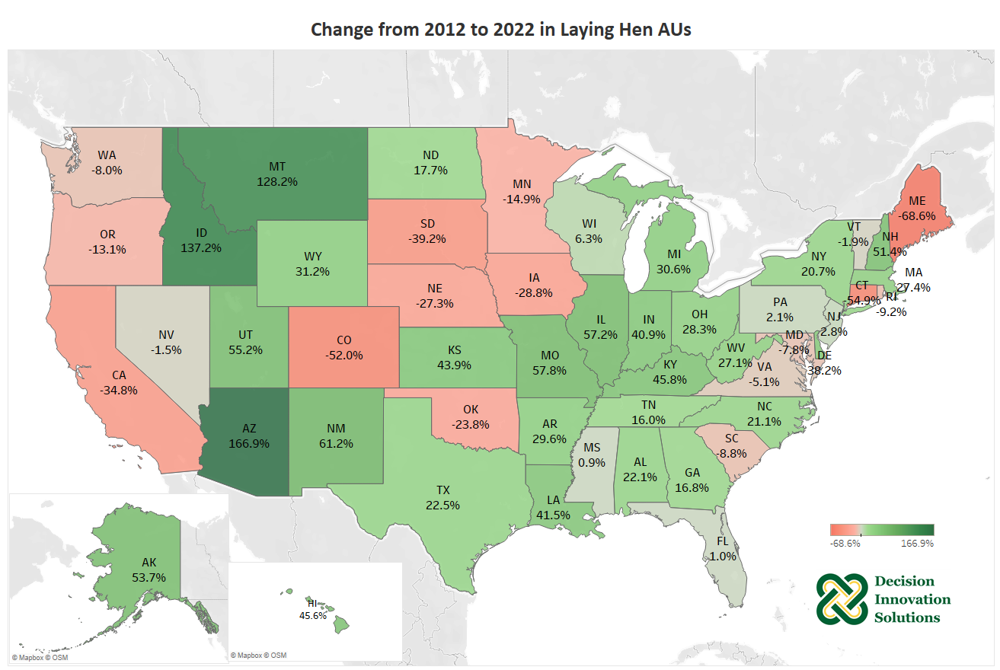 Change from 2012 to 2022 in Laying Hen AUs
WA
-8.0%
MT
128.2%
ND
17.7%
MN
-14.9%
ME
-68.6%
OR
-13.1%
ID
137.2%
SD
-39.2%
WI
6.3%
VT
-1.9%
NH
51.4%
WY
31.2%
MI
30.6%
NY
20.7%
MA
27.4%
IA
-28.8%
NE
-27.3%
CT
-54.9%
RI
-9.2%
PA
2.1%
NJ
2.8%
NV
-1.5%
UT
55.2%
CO
-52.0%
IL
57.2%
IN
40.9%
OH
28.3%
MD
-7.8%
DE
38.2%
WV
27.1%
VA
-5.1%
CA
-34.8%
KS
43.9%
MO
57.8%
KY
45.8%
AZ
166.9%
NM
61.2%
OK
-23.8%
AR
29.6%
TN
16.0%
NC
21.1%
SC
-8.8%
MS
0.9%
AL
22.1%
GA
16.8%
TX
22.5%
LA
41.5%
FL
1.0%
AK
53.7%
HI
45.6%
-68.6%
166.9%
Decision
Innovation
Solutions
© Mapbox © OSM
© Mapbox © OSM